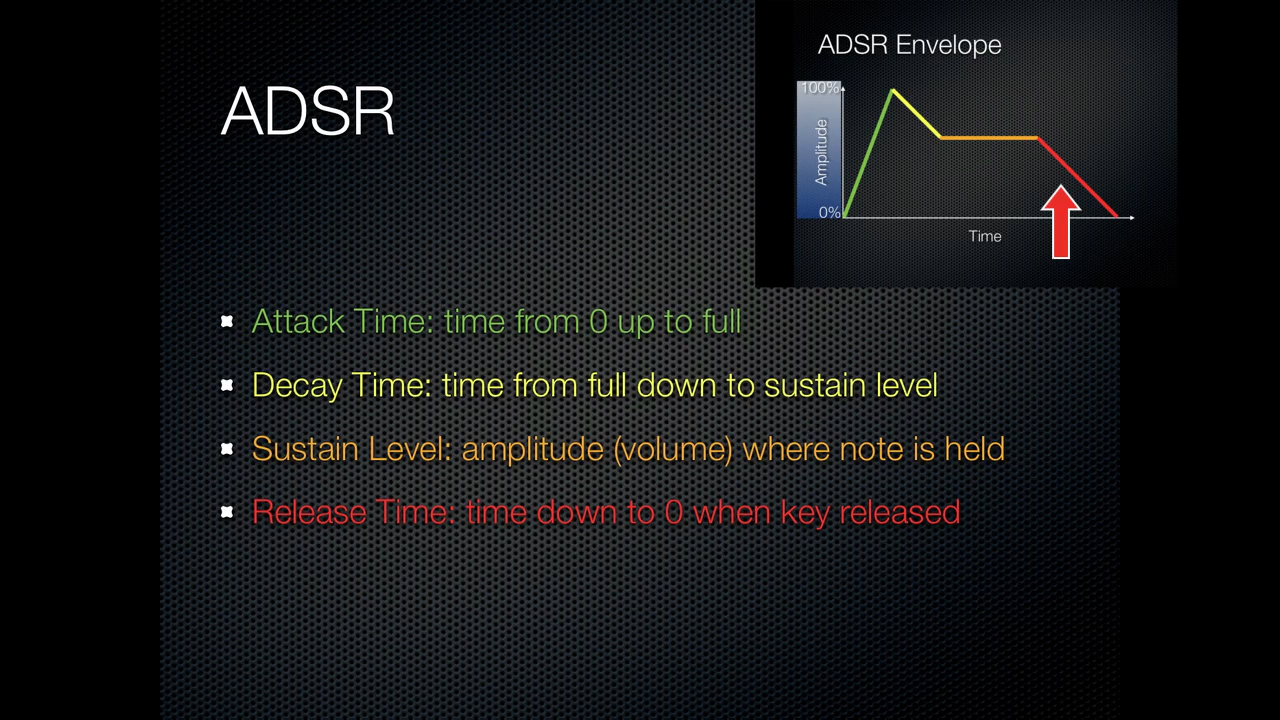 ADSR
ADSR Envelope
100%
Amplitude
0%
Time
Attack Time: time from 0 up to full
Decay Time: time from full down to sustain level
Sustain Level: amplitude (volume) where note is held
Release Time: time down to 0 when key released